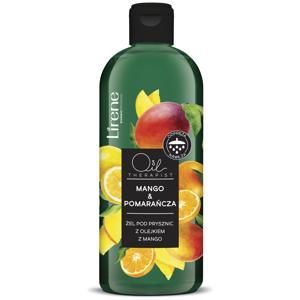 Lirene
Oil
THERAPIST
MANGO
&
POMARAŃCZA
ŻEL POD PRYSZNIC
Z OLEJKIEM
Z MANGO